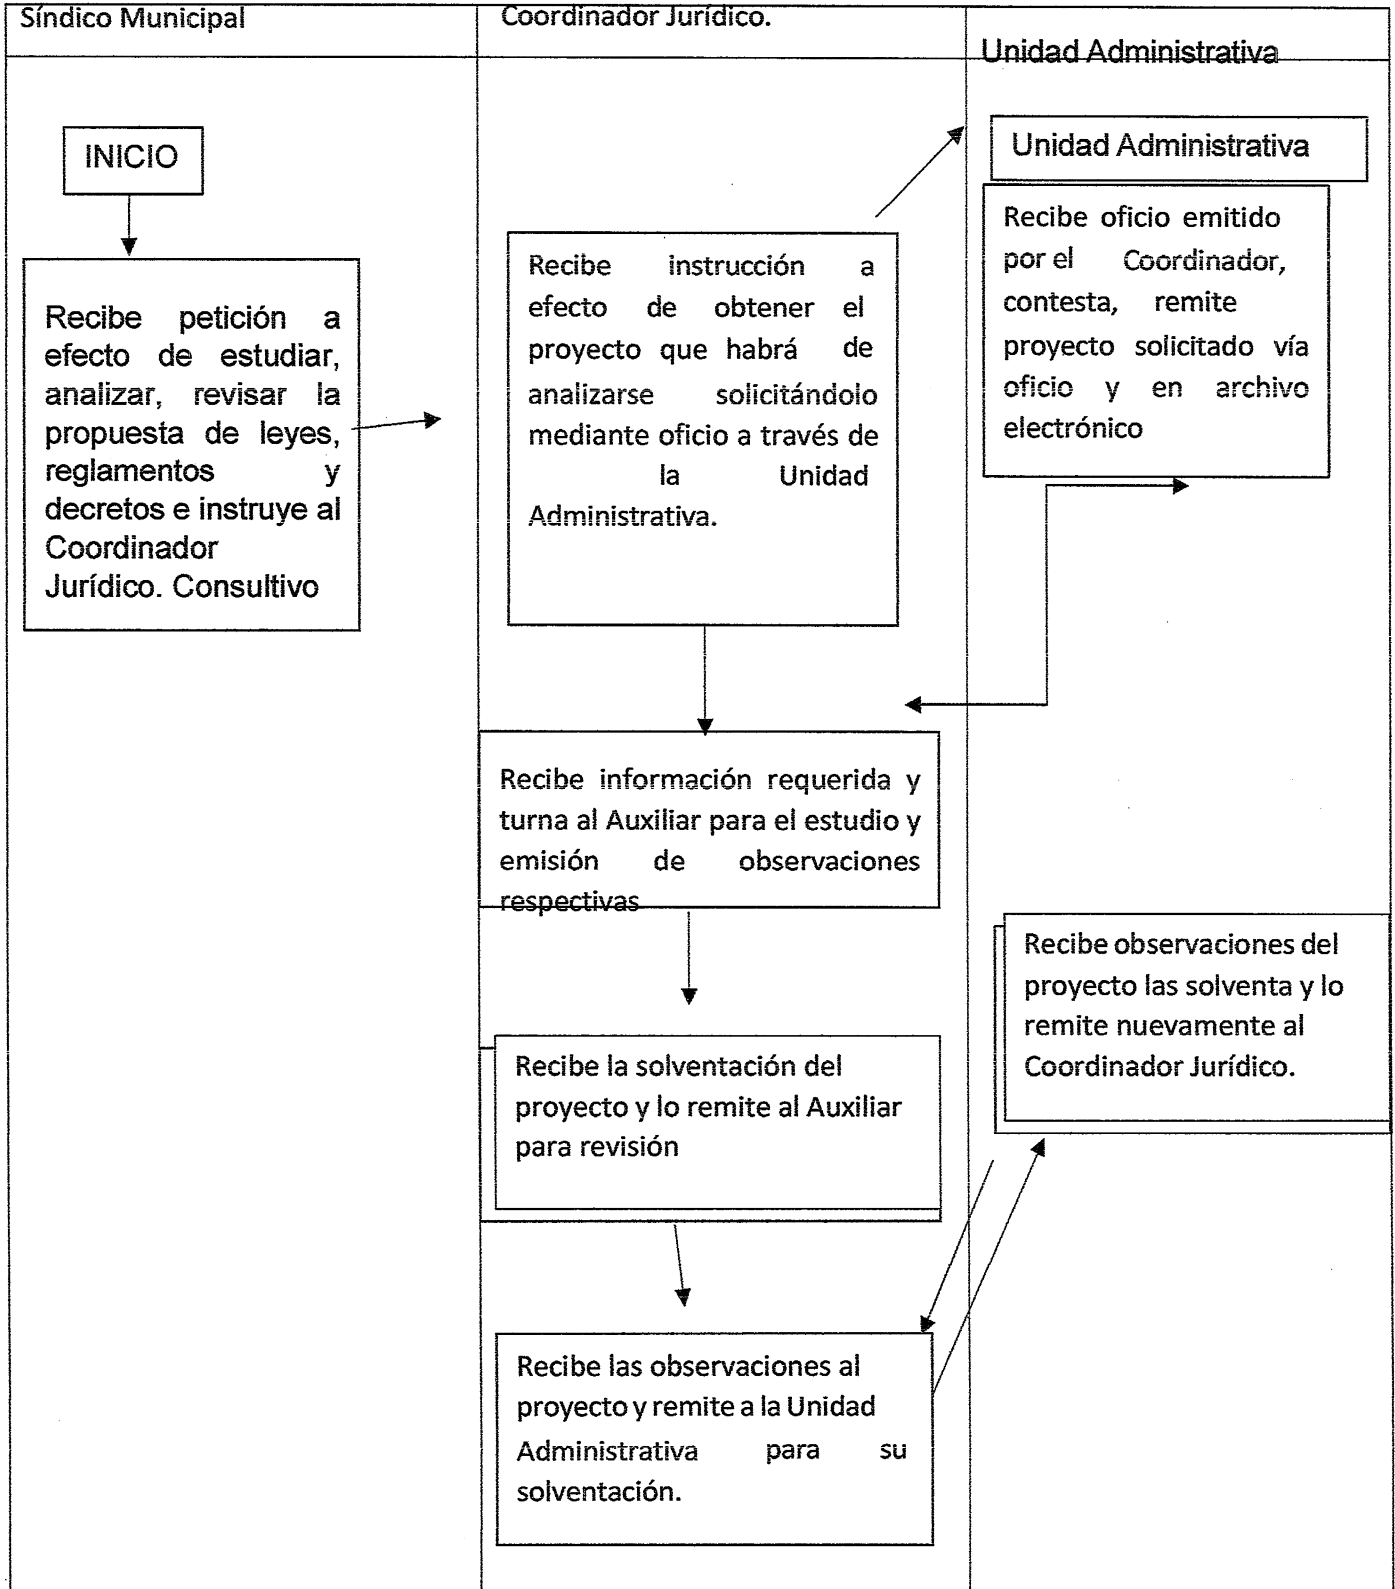 Síndico Municipal
Coordinador Jurídico.
Unidad Administrativa
INICIO
Recibe petición a
efecto de estudiar,
analizar, revisar la
propuesta de leyes,
reglamentos y
decretos e instruye al
Coordinador
Jurídico. Consultivo
Recibe instrucción a
efecto de obtener el
proyecto que habrá de
analizarse solicitándolo
mediante oficio a través de
la Unidad
Administrativa.
Unidad Administrativa
Recibe oficio emitido
por el Coordinador,
contesta, remite
proyecto solicitado vía
oficio y en archivo
electrónico
Recibe información requerida y
turna al Auxiliar para el estudio y
emisión de observaciones
respectivas
Recibe observaciones del
proyecto las solventa y lo
remite nuevamente al
Coordinador Jurídico.
Recibe la solventación del
proyecto y lo remite al Auxiliar
para revisión
Recibe las observaciones al
proyecto y remite a la Unidad
Administrativa para su
solventación.